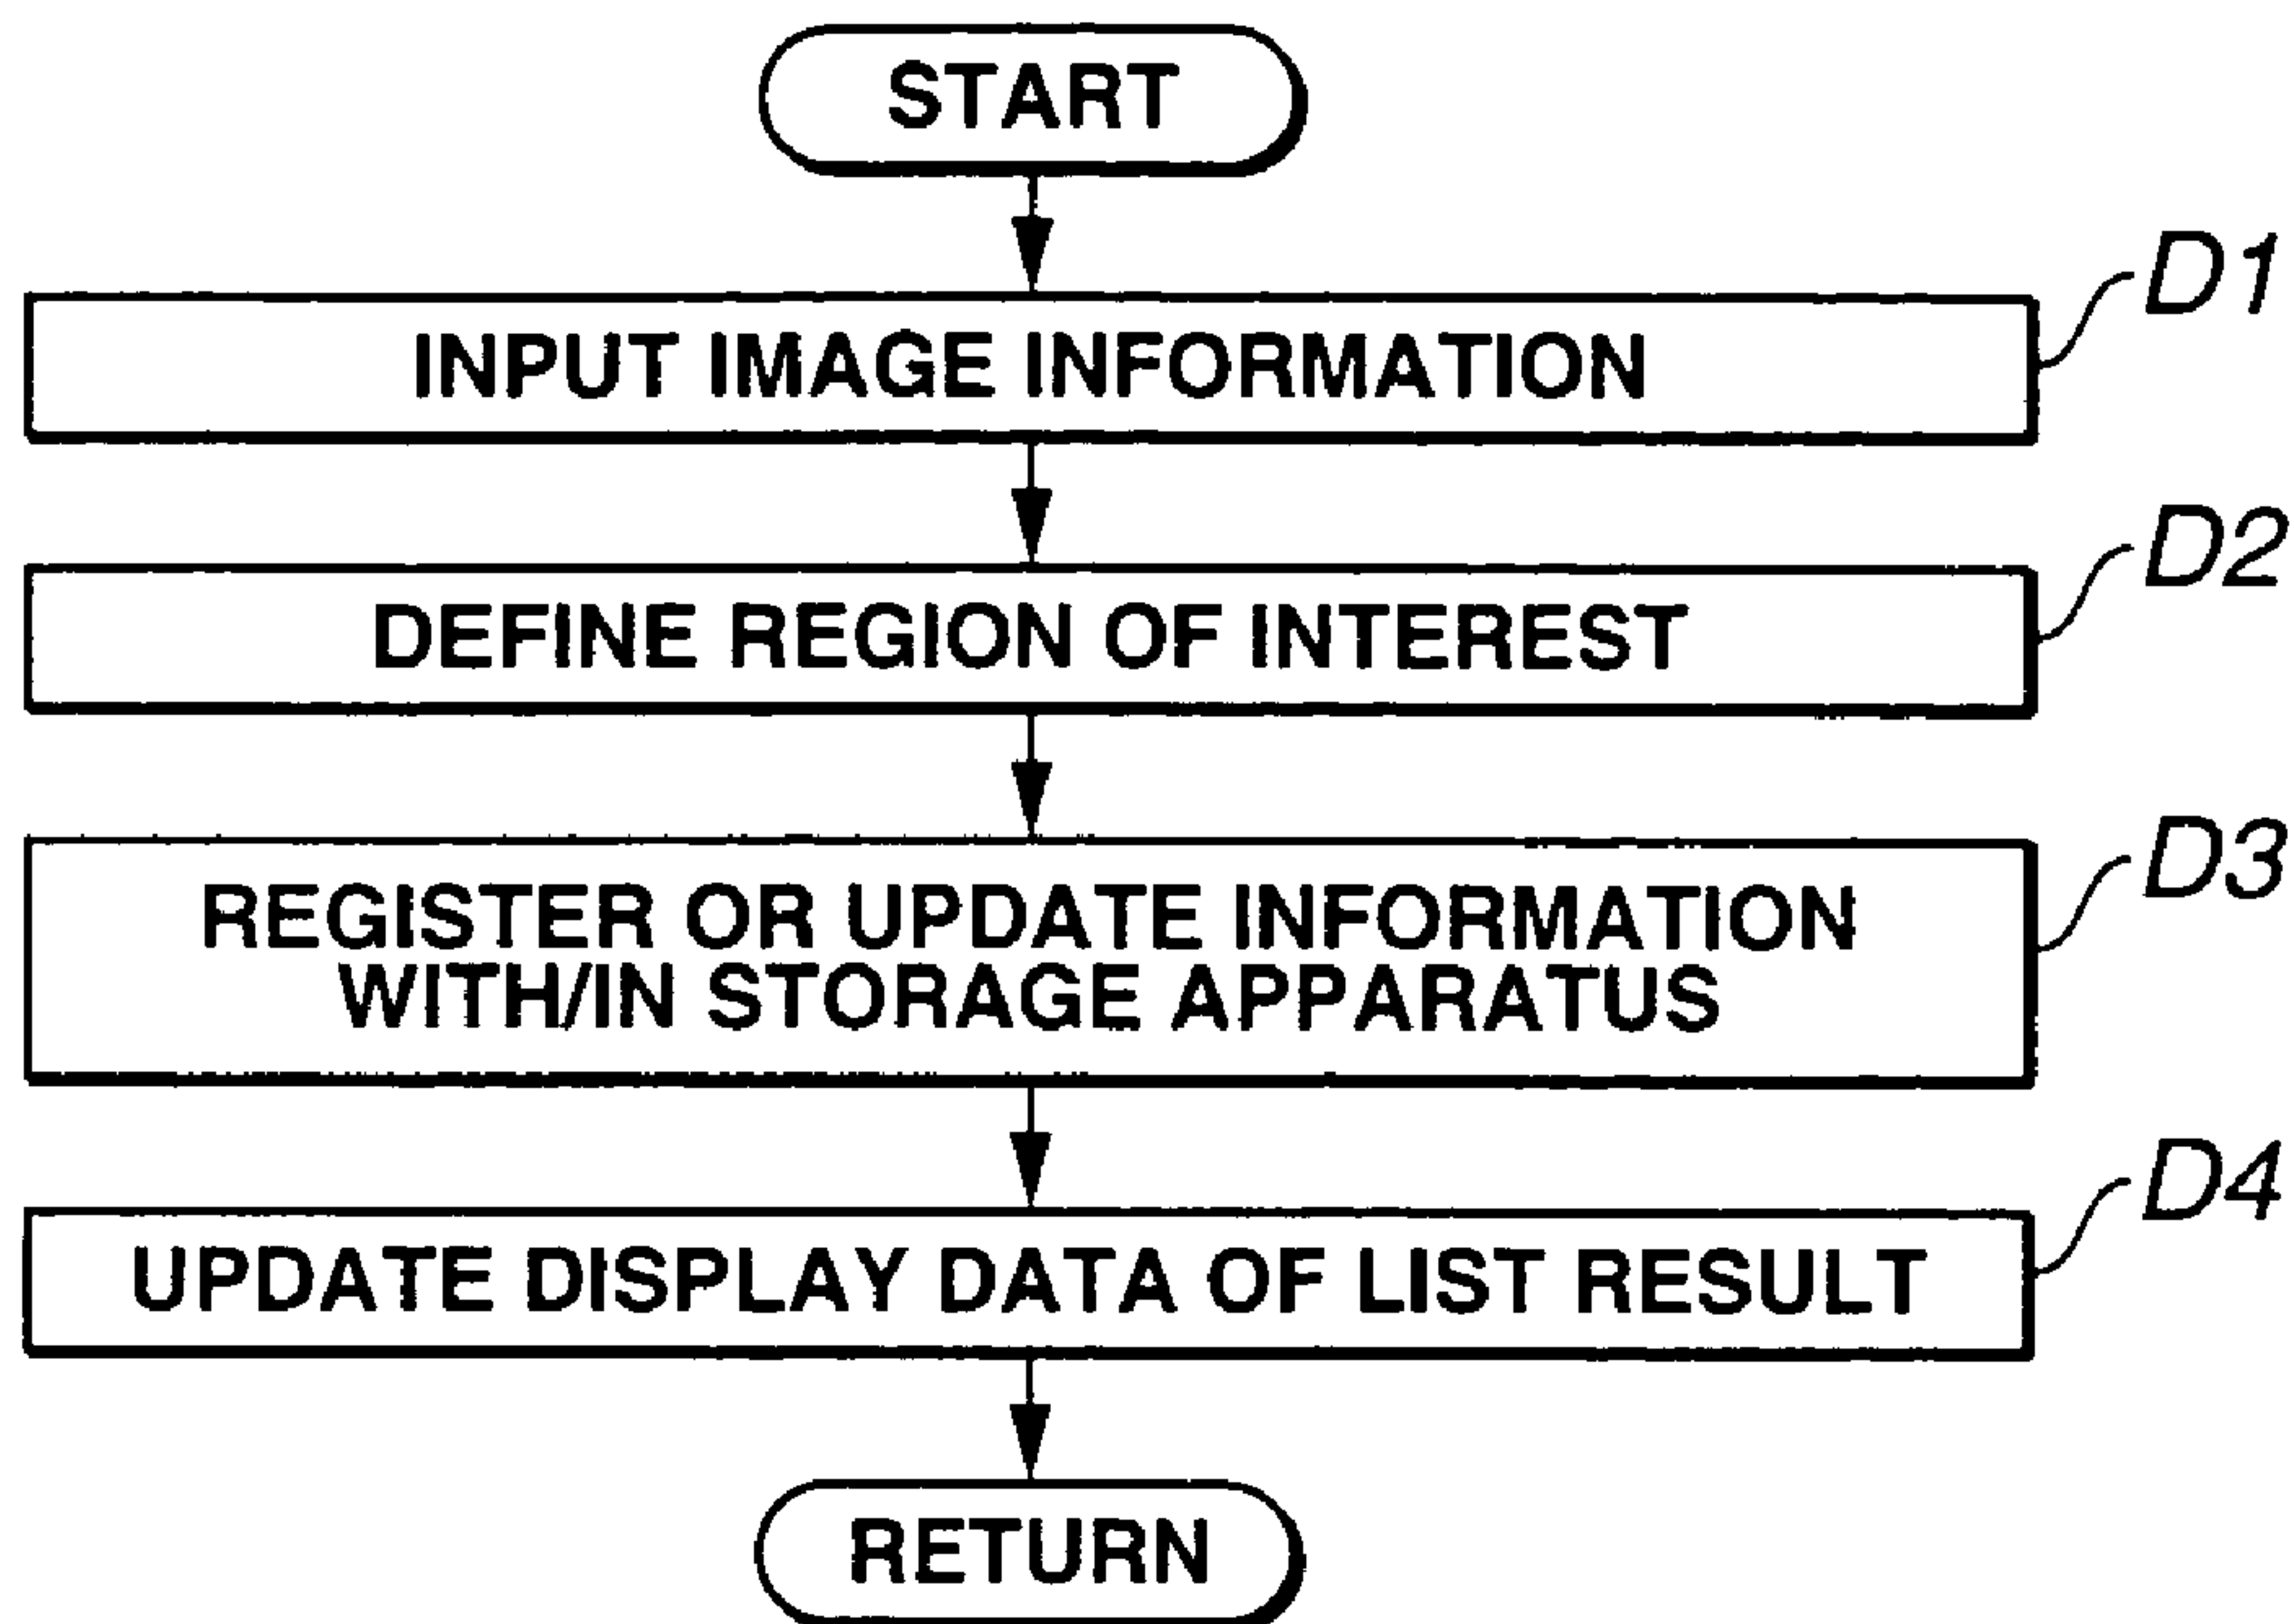 START
D1
INPUT IMAGE INFORMATION
D2
DEFINE REGION OF INTEREST
D3
REGISTER OR UPDATE INFORMATION
WITH/IN STORAGE APPARATUS
D4
UPDATE DISPLAY DATA OF LIST RESULT
RETURN